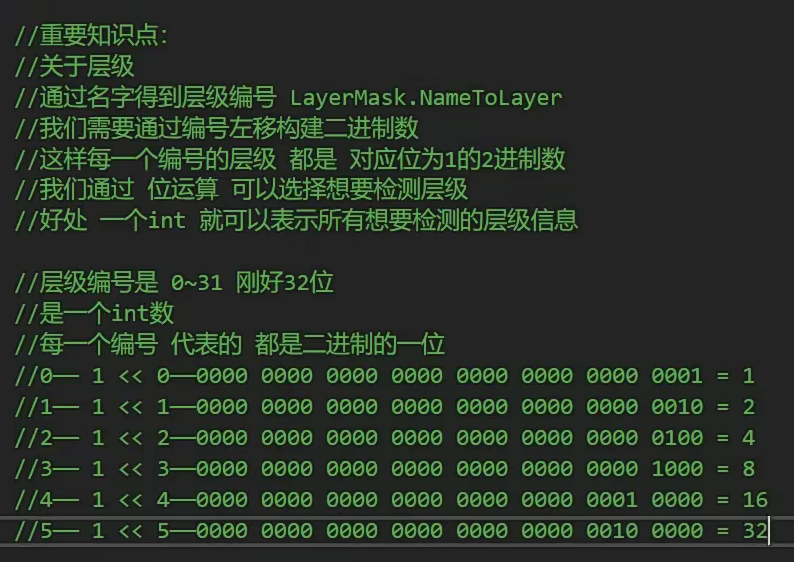 //重要知识点：
//关于层级
//通过名字得到层级编号 LayerMask.NameToLayer
//我们需要通过编号左移构建二进制数
//这样每一个编号的层级 都是 对应位为1的2进制数
//我们通过 位运算 可以选择想要检测层级
//好处 一个int 就可以表示所有想要检测的层级信息
//层级编号是 0~31 刚好32位
//是一个int数
//每一个编号 代表的 都是二进制的一位
//0—— 1 << 0——0000 0000 0000 0000 0000 0000 0000 0001 = 1
//1—— 1 << 1——0000 0000 0000 0000 0000 0000 0000 0010 = 2
//2—— 1 << 2——0000 0000 0000 0000 0000 0000 0000 0100 = 4
//3—— 1 << 3——0000 0000 0000 0000 0000 0000 0000 1000 = 8
//4—— 1 << 4——0000 0000 0000 0000 0000 0000 0001 0000 = 16
//5—— 1 << 5——0000 0000 0000 0000 0000 0000 0010 0000 = 32